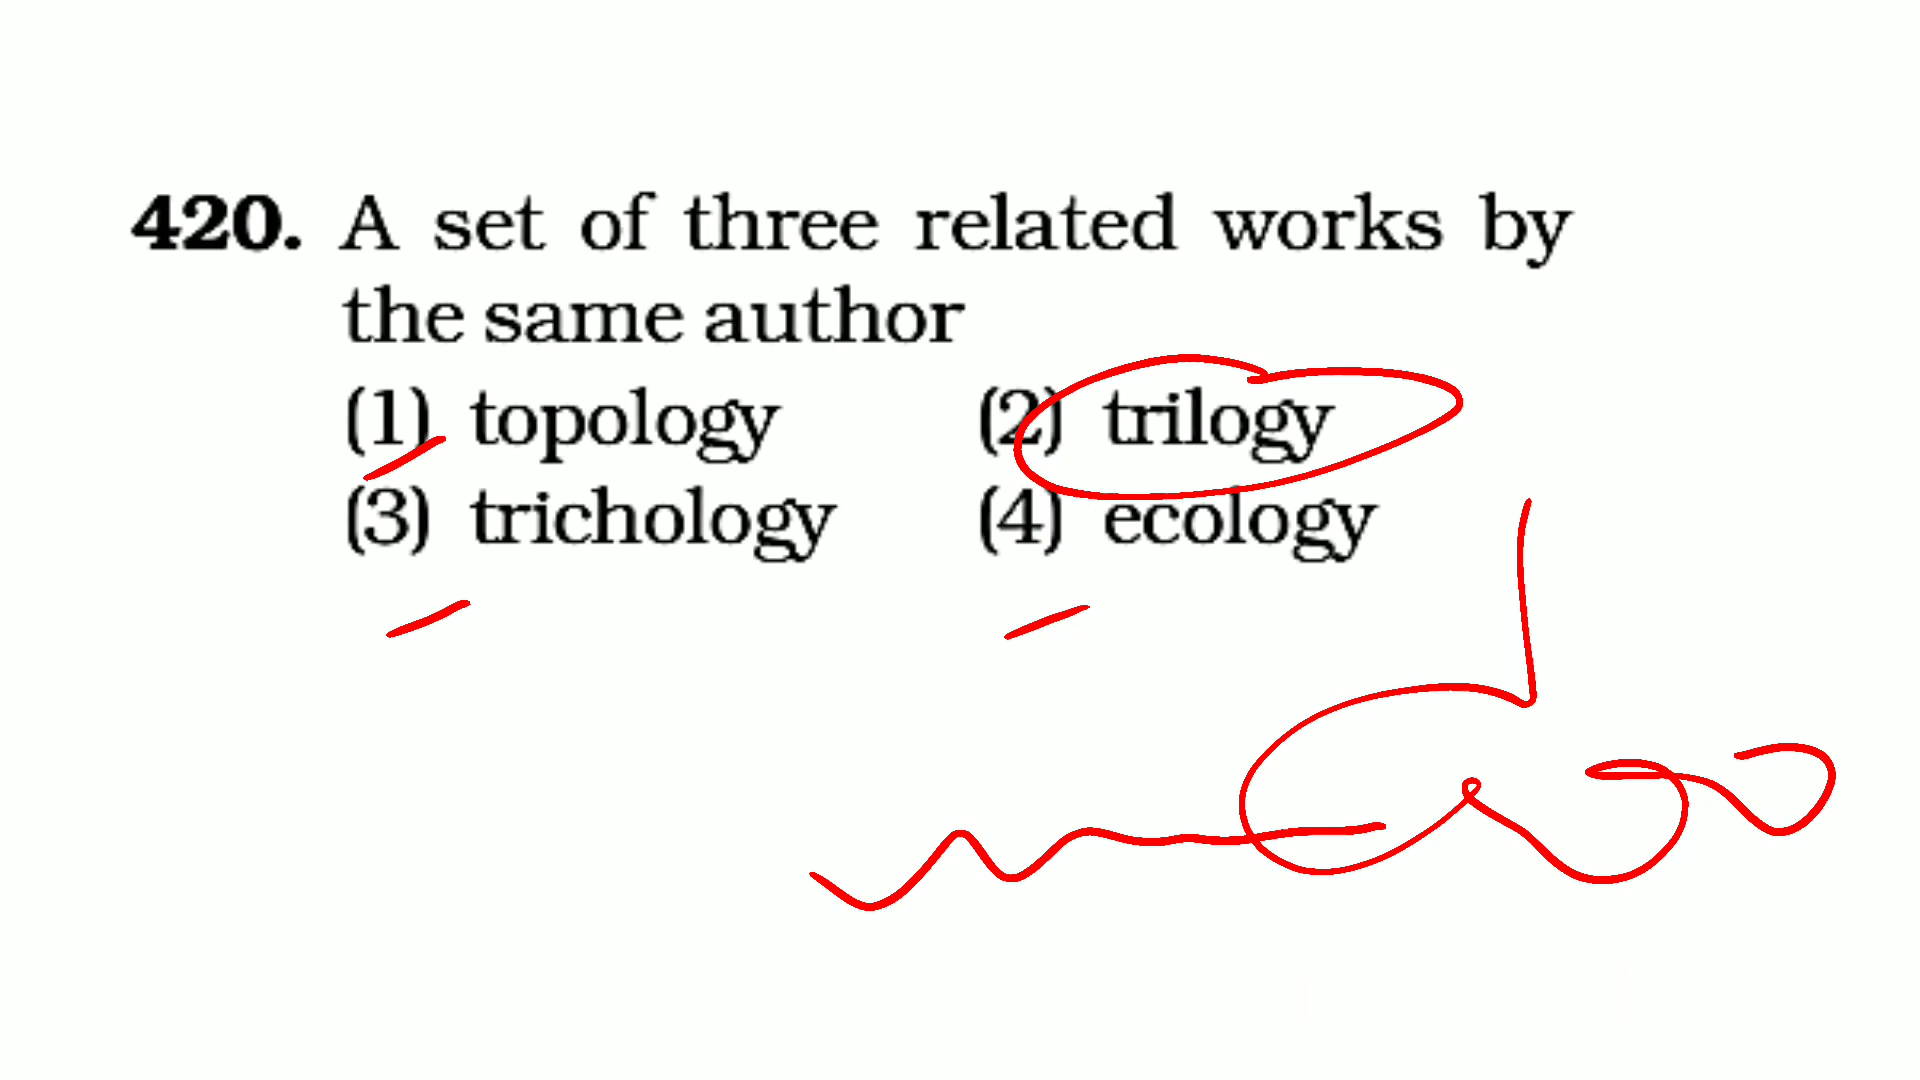 420. A set of three related works by
the same author
(1) topology (2) trilogy
(3) trichology (4) ecology